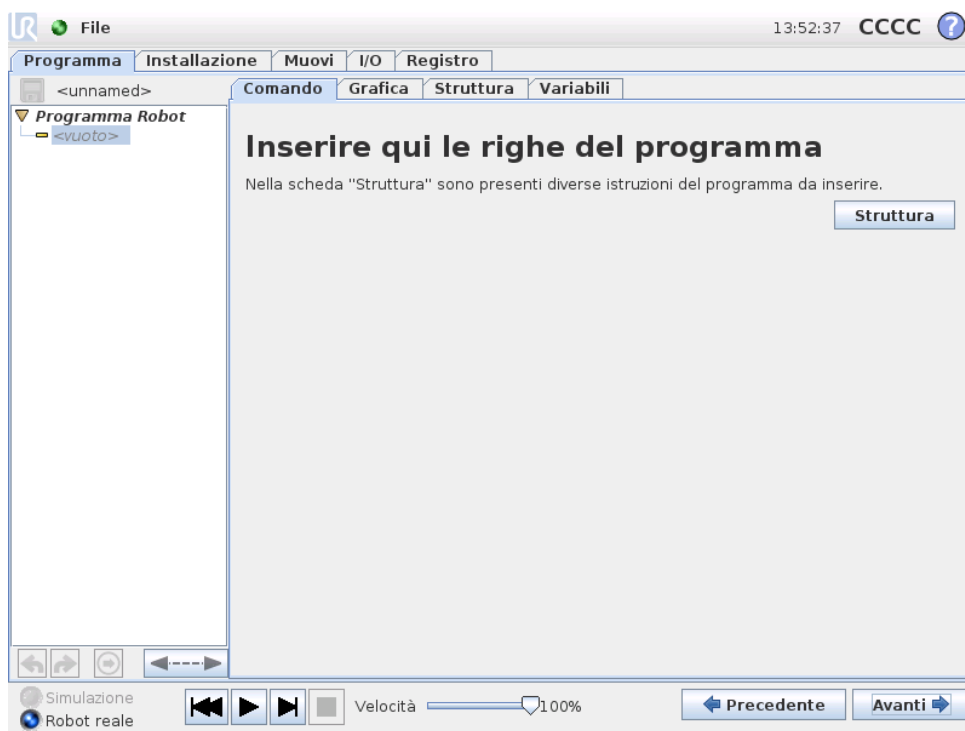 UR File 13:52:37 CCCC ?
Programma Installazione Muovi I/O Registro
<unnamed> Comando Grafica Struttura Variabili
Programma Robot
<vuoto>
Inserire qui le righe del programma
Nella scheda "Struttura" sono presenti diverse istruzioni del programma da inserire.
Struttura
Simulazione
Robot reale
Velocità 100%
Precedente Avanti